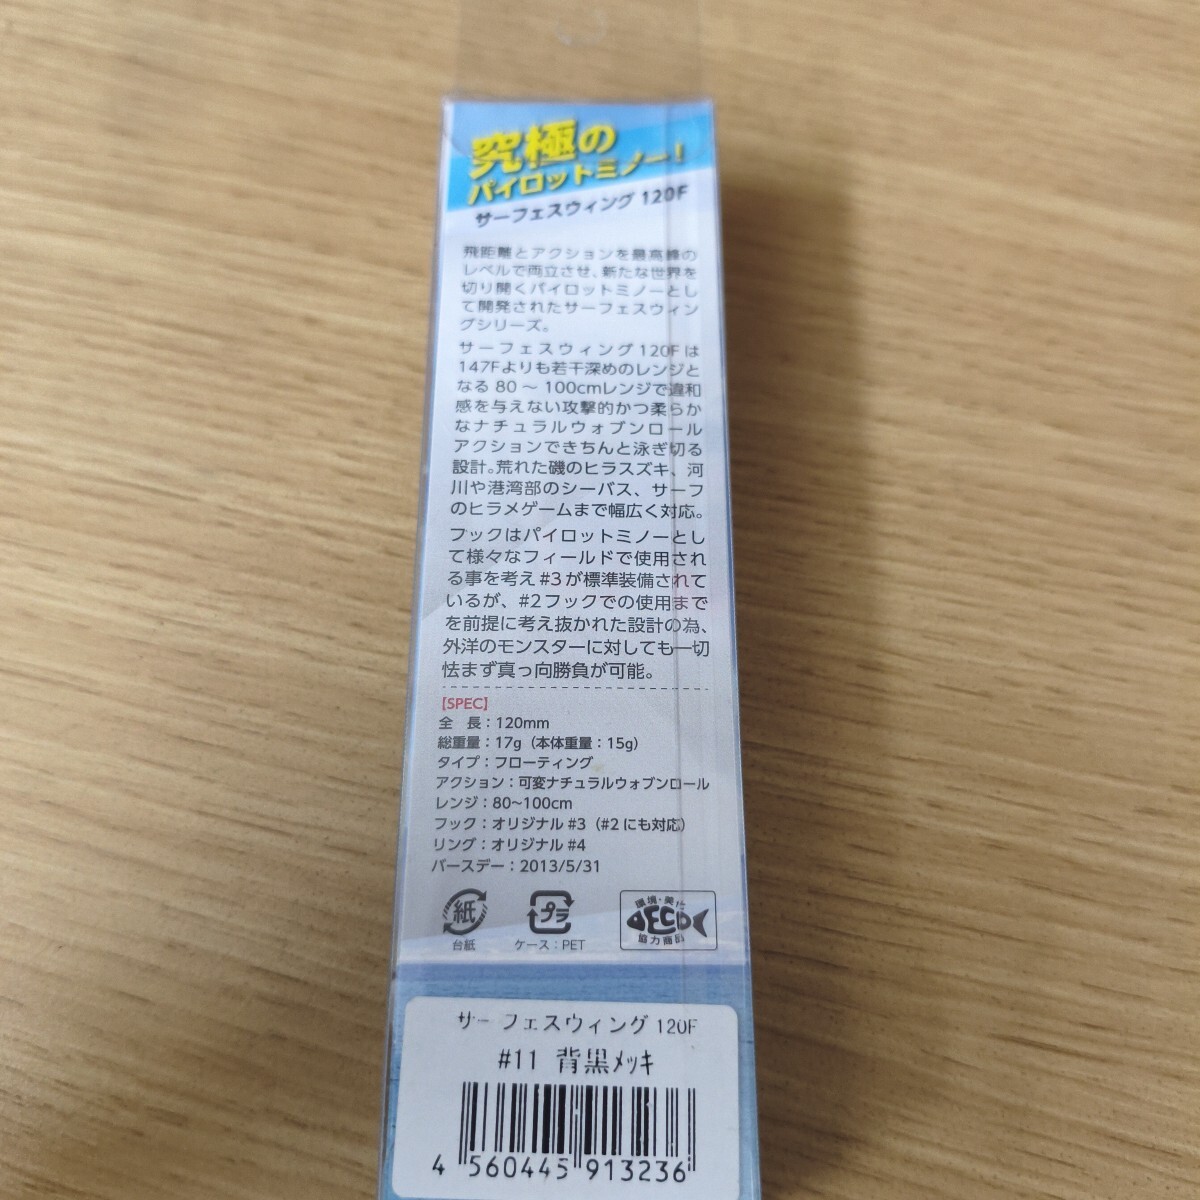 究極の
パイロットミノー!
サーフェスウィング 120F
飛距離とアクションを最高峰の
レベルで両立させ、新たな世界を
切り開くパイロットミノーとし
て開発されたサーフェスウィン
グシリーズ。
サーフェスウィング 120F は
147Fよりも若干深めのレンジと
なる 80 ～ 100cmレンジで違和
感を与えない攻撃的かつ柔らか
なナチュラルウォブンロール
アクションできちんと泳ぎ切る
設計。荒れた磯のヒラスズキ、河
川や港湾部のシーバス、サーフ
のヒラメゲームまで幅広く対応。
フックはパイロットミノーとし
て様々なフィールドで使用され
る事を考え #3 が標準装備されて
いるが、#2 フックでの使用まで
を前提に考え抜かれた設計の為、
外洋のモンスターに対しても一切
怯まず真っ向勝負が可能。
【SPEC】
全 長：120mm
総重量：17g（本体重量：15g）
タイプ：フローティング
アクション：可変ナチュラルウォブンロール
レンジ：80~100cm
フック：オリジナル #3（#2 にも対応）
リング：オリジナル #4
バースデー：2013/5/31
紙 プラ 環境・美化
ECO
協力商品
台紙 ケース：PET
サーフェスウィング 120F
#11 背黒メッキ
4 560445 913236